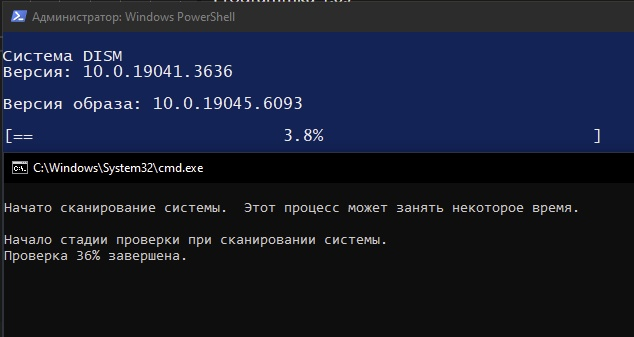 Администратор: Windows PowerShell
Cистема DISM
Версия: 10.0.19041.3636
Версия образа: 10.0.19045.6093
[== 3.8% ]
C:\Windows\System32\cmd.exe
Начато сканирование системы. Этот процесс может занять некоторое время.
Начало стадии проверки при сканировании системы.
Проверка 36% завершена.